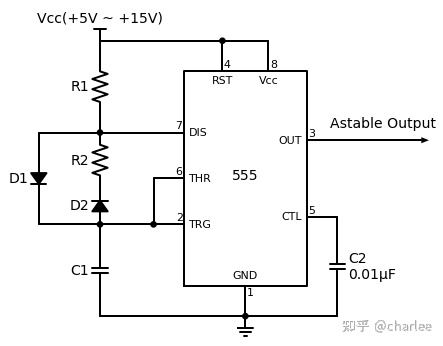 Vcc(+5V ~ +15V)
4
8
RST
Vcc
R1
7
DIS
Astable Output
OUT
3
R2
D1
6
THR
555
D2
2
TRG
CTL
5
C1
C2
0.01μF
GND
1
知乎 @charlee